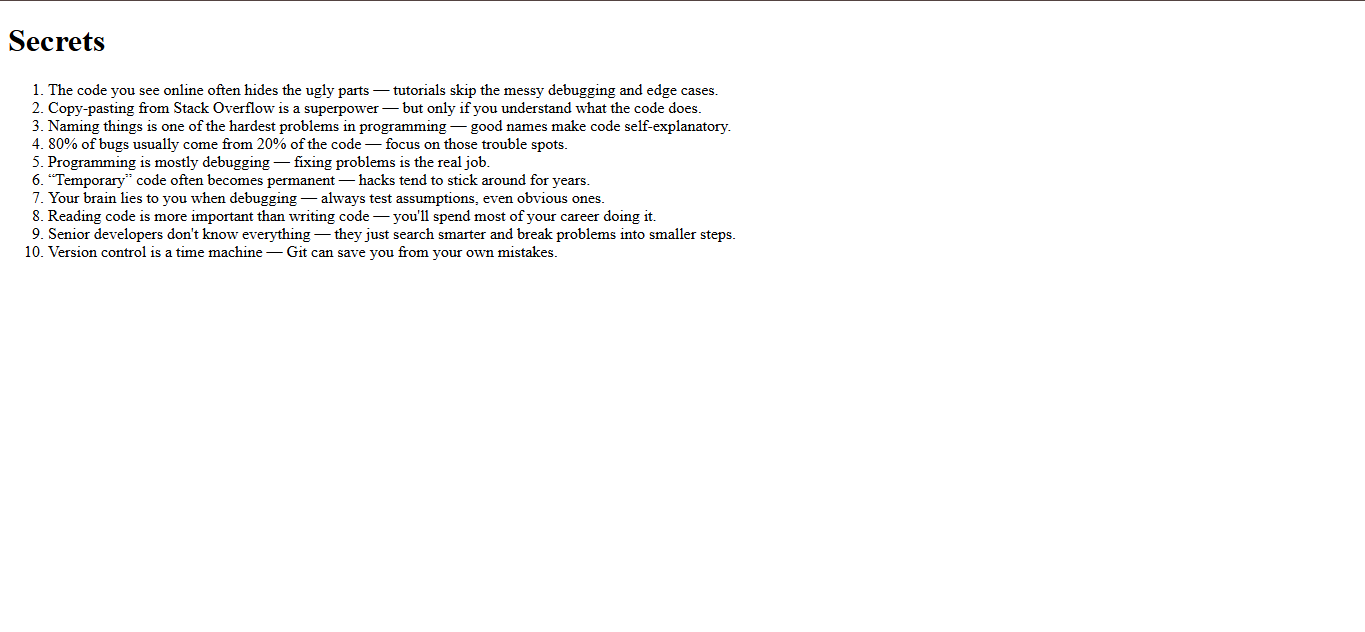 Secrets
1. The code you see online often hides the ugly parts — tutorials skip the messy debugging and edge cases.
2. Copy-pasting from Stack Overflow is a superpower — but only if you understand what the code does.
3. Naming things is one of the hardest problems in programming — good names make code self-explanatory.
4. 80% of bugs usually come from 20% of the code — focus on those trouble spots.
5. Programming is mostly debugging — fixing problems is the real job.
6. “Temporary” code often becomes permanent — hacks tend to stick around for years.
7. Your brain lies to you when debugging — always test assumptions, even obvious ones.
8. Reading code is more important than writing code — you'll spend most of your career doing it.
9. Senior developers don't know everything — they just search smarter and break problems into smaller steps.
10. Version control is a time machine — Git can save you from your own mistakes.